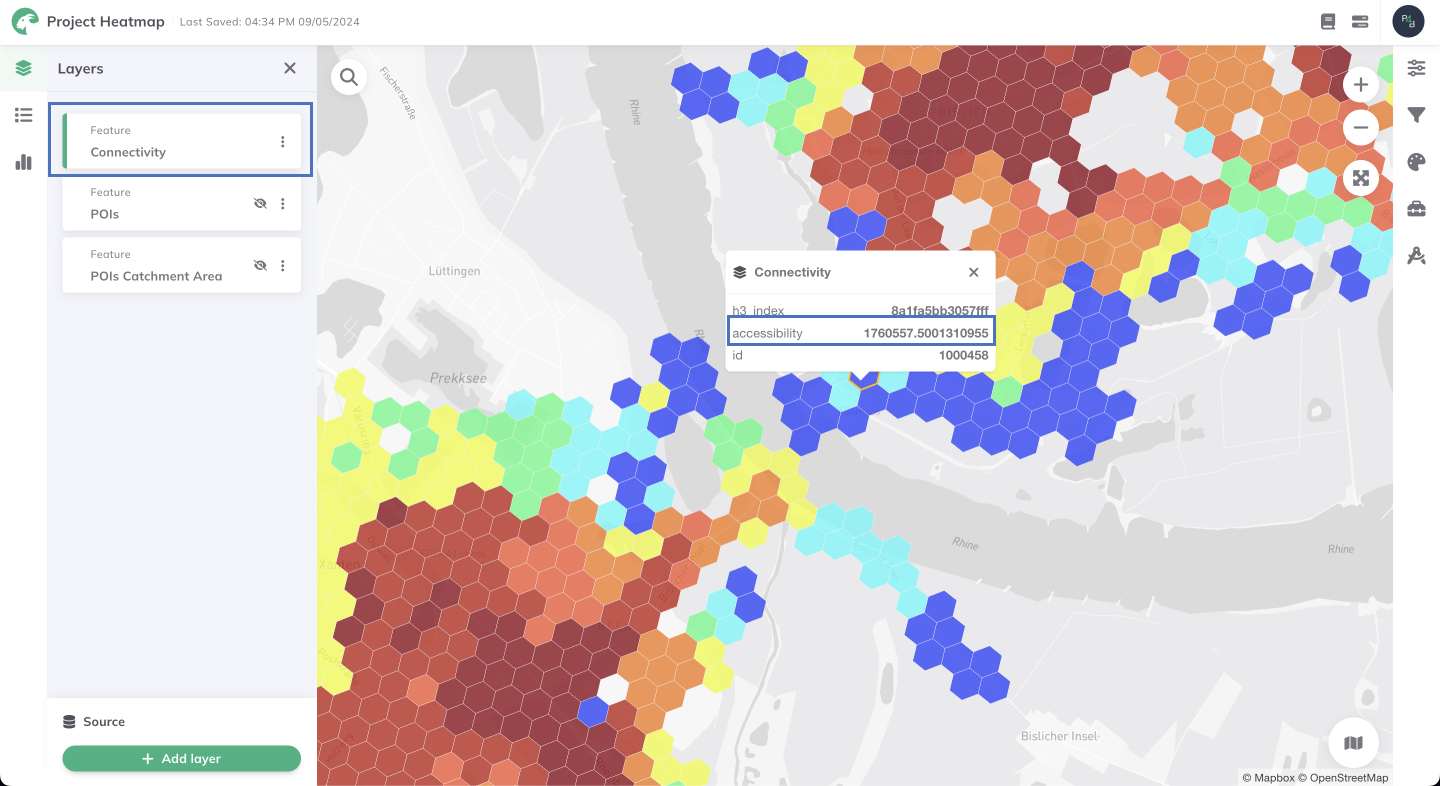 Project Heatmap
Last Saved: 04:34 PM 09/05/2024
P4B
Layers
Feature
Connectivity
Feature
POIs
Feature
POIs Catchment Area
Source
Add layer
Fischerstraße
Rhine
Lüttingen
Prekksee
Connectivity
h3_index 8a1fa5bb3057fff
accessibility 1760557.5001310955
id 1000458
Rhine
Rhine
Xanten
Bislicher Insel
© Mapbox © OpenStreetMap